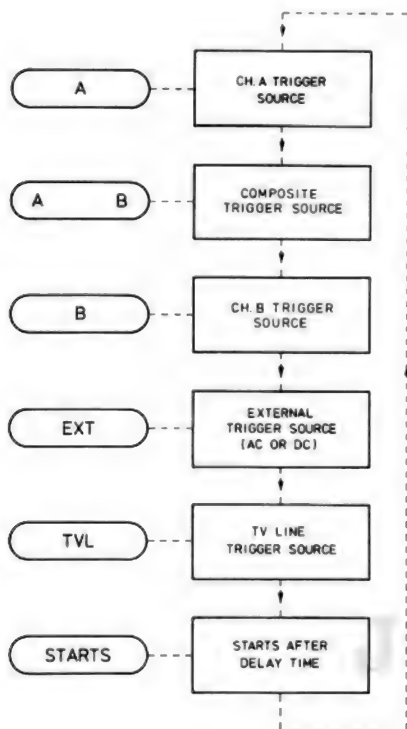 A
CH. A TRIGGER
SOURCE
A B
COMPOSITE
TRIGGER SOURCE
B
CH. B TRIGGER
SOURCE
EXT
EXTERNAL
TRIGGER SOURCE
(AC OR DC)
TVL
TV LINE
TRIGGER SOURCE
STARTS
STARTS AFTER
DELAY TIME